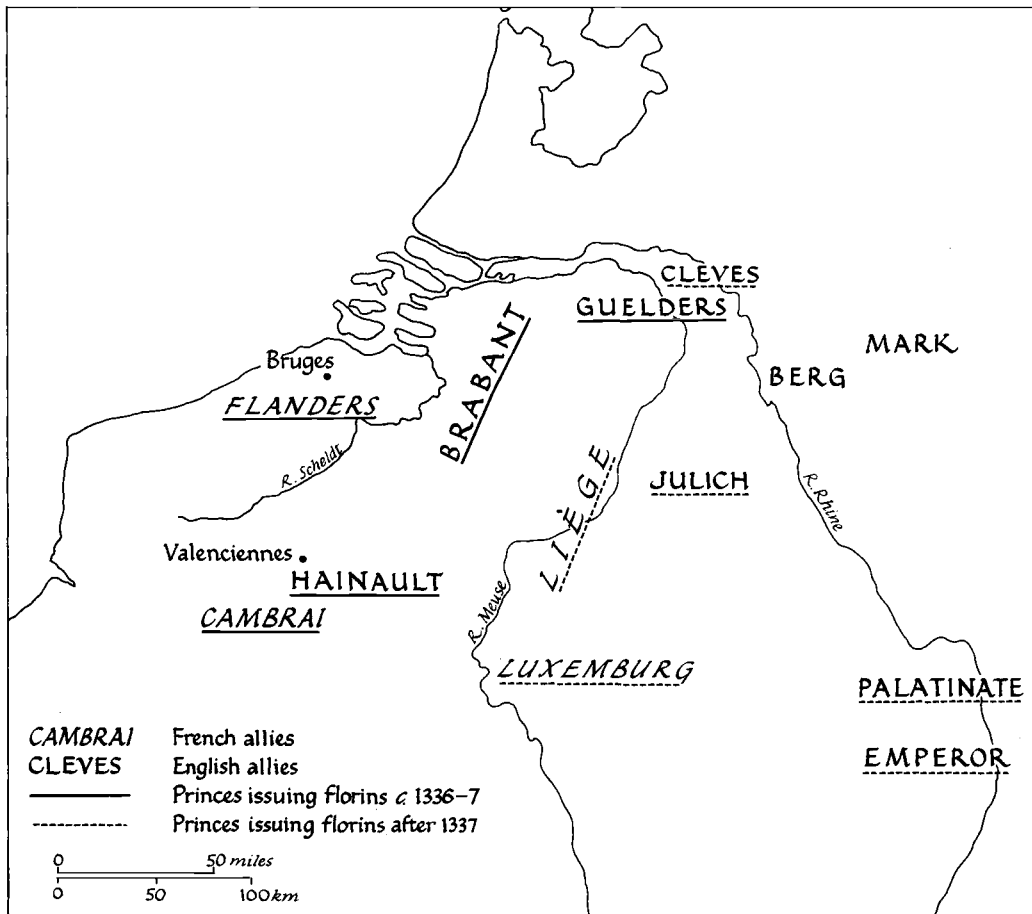 CLEVES
GUELDERS
MARK
BERG
Bruges
FLANDERS
BRABANT
R. Scheldt
LIÈGE
JULICH
R. Rhine
Valenciennes
HAINAULT
CAMBRAI
R. Meuse
LUXEMBURG
PALATINATE
EMPEROR
CAMBRAI French allies
CLEVES English allies
Princes issuing florins c. 1336–7
Princes issuing florins after 1337
0 50 miles
0 50 100 km